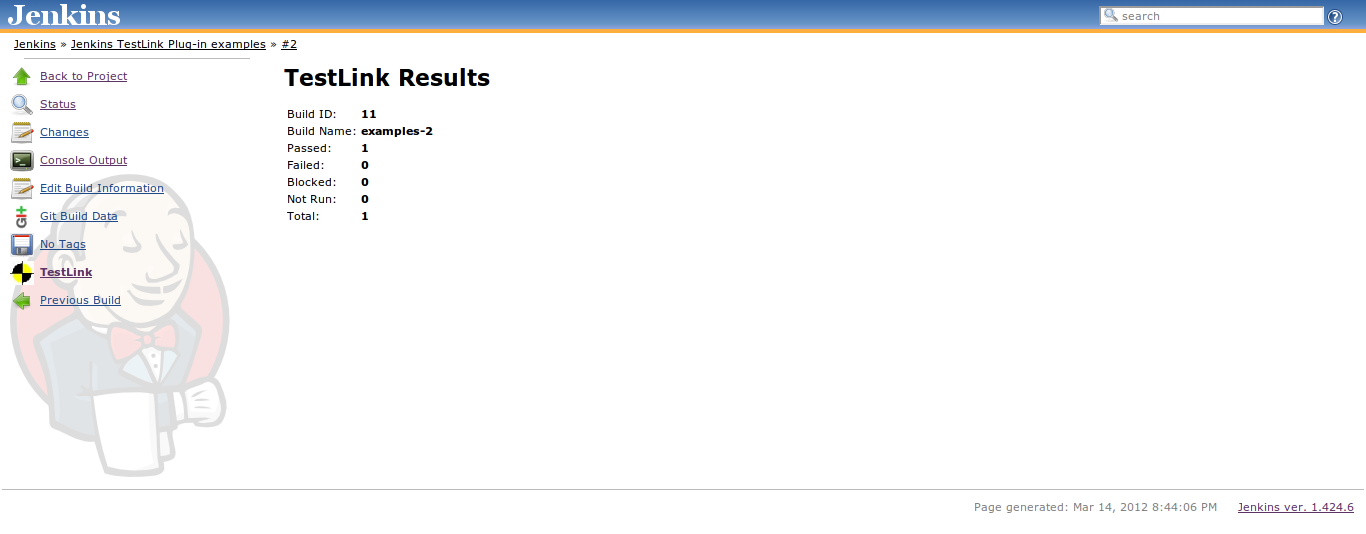 Jenkins
search
Jenkins » Jenkins TestLink Plug-in examples » #2
Back to Project
Status
Changes
Console Output
Edit Build Information
Git Build Data
No Tags
TestLink
Previous Build
TestLink Results
Build ID: 11
Build Name: examples-2
Passed: 1
Failed: 0
Blocked: 0
Not Run: 0
Total: 1
Page generated: Mar 14, 2012 8:44:06 PM Jenkins ver. 1.424.6